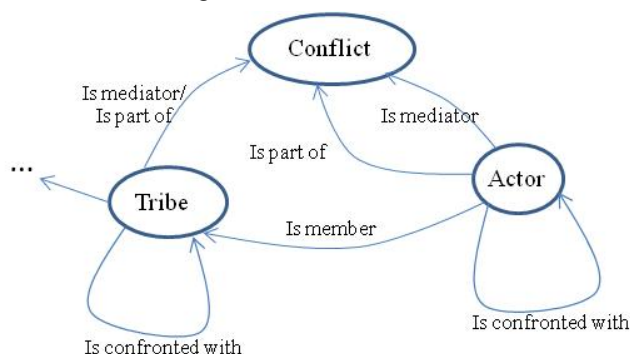 Conflict
Is mediator/
Is part of
Is mediator
Is part of
...
Tribe
Actor
Is member
Is confronted with
Is confronted with